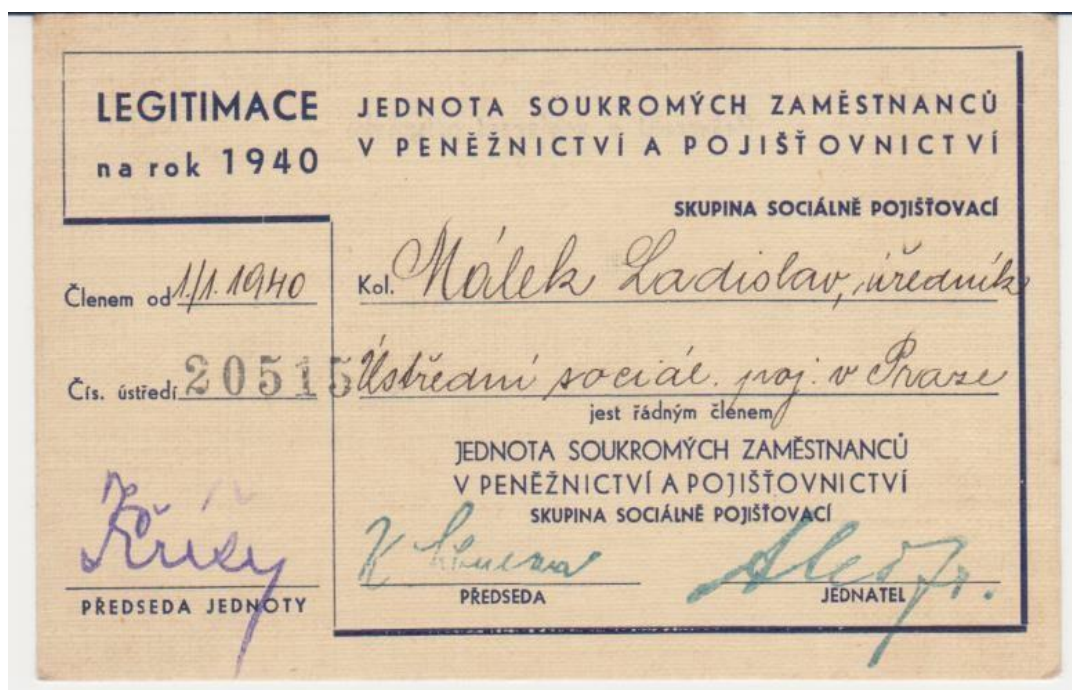 LEGITIMACE
na rok 1940
JEDNOTA SOUKROMÝCH ZAMĚSTNANCŮ
V PENĚŽNICTVÍ A POJIŠŤOVNICTVÍ
SKUPINA SOCIÁLNĚ POJIŠŤOVACÍ
Členem od 1/1. 1940
Kol. Málek Ladislav, úředník
Čís. ústředí 20515
Ústřední sociál. poj. v Praze
jest řádným členem
JEDNOTA SOUKROMÝCH ZAMĚSTNANCŮ
V PENĚŽNICTVÍ A POJIŠŤOVNICTVÍ
SKUPINA SOCIÁLNĚ POJIŠŤOVACÍ
PŘEDSEDA JEDNOTY
PŘEDSEDA
JEDNATEL